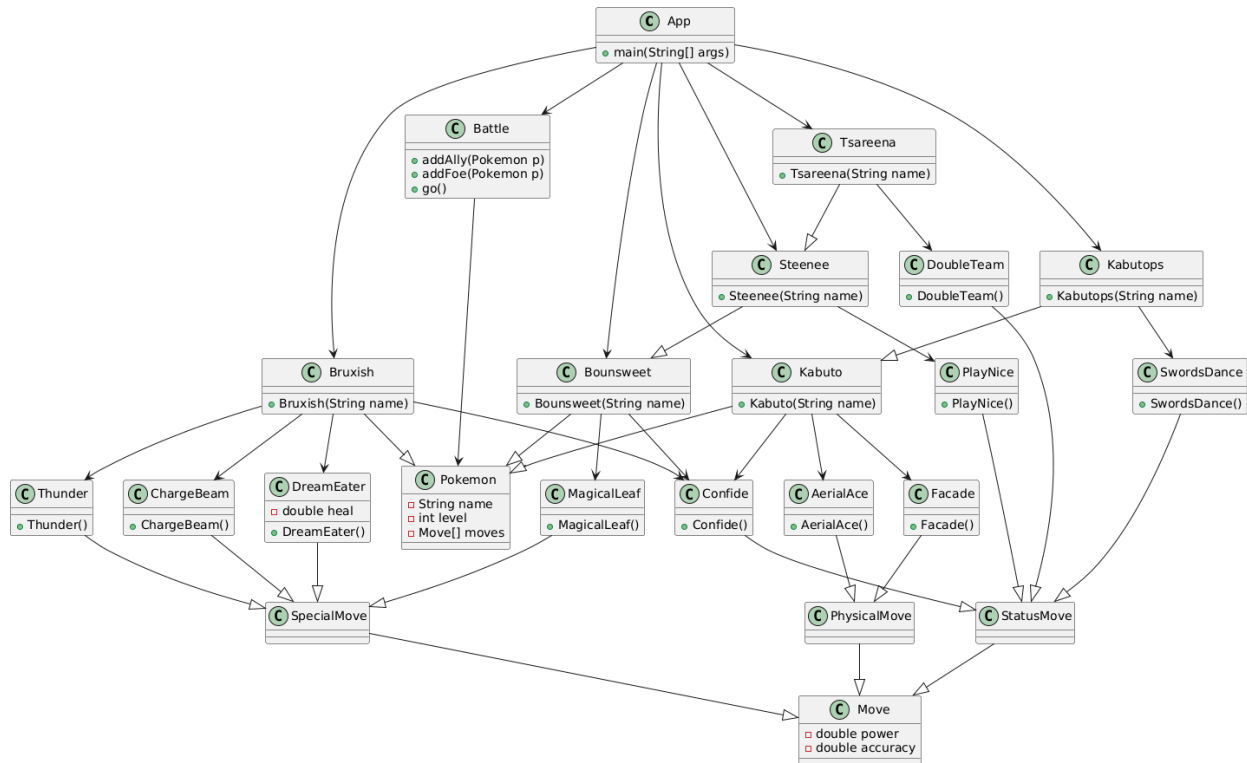 C App
main(String[] args)
C Battle
addAlly(Pokemon p)
addFoe(Pokemon p)
go()
C Tsareena
Tsareena(String name)
C Steenee
Steenee(String name)
C DoubleTeam
DoubleTeam()
C Kabutops
Kabutops(String name)
C Bruxish
Bruxish(String name)
C Bounsweet
Bounsweet(String name)
C Kabuto
Kabuto(String name)
C PlayNice
PlayNice()
C SwordsDance
SwordsDance()
C Thunder
Thunder()
C ChargeBeam
ChargeBeam()
C DreamEater
double heal
DreamEater()
C Pokemon
String name
int level
Move[] moves
C MagicalLeaf
MagicalLeaf()
C Confide
Confide()
C AerialAce
AerialAce()
C Facade
Facade()
C SpecialMove
C PhysicalMove
C StatusMove
C Move
double power
double accuracy